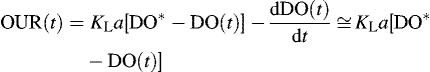 OUR(t) = K_L a[DO* − DO(t)] − dDO(t)/dt ≅ K_L a[DO*
− DO(t)]